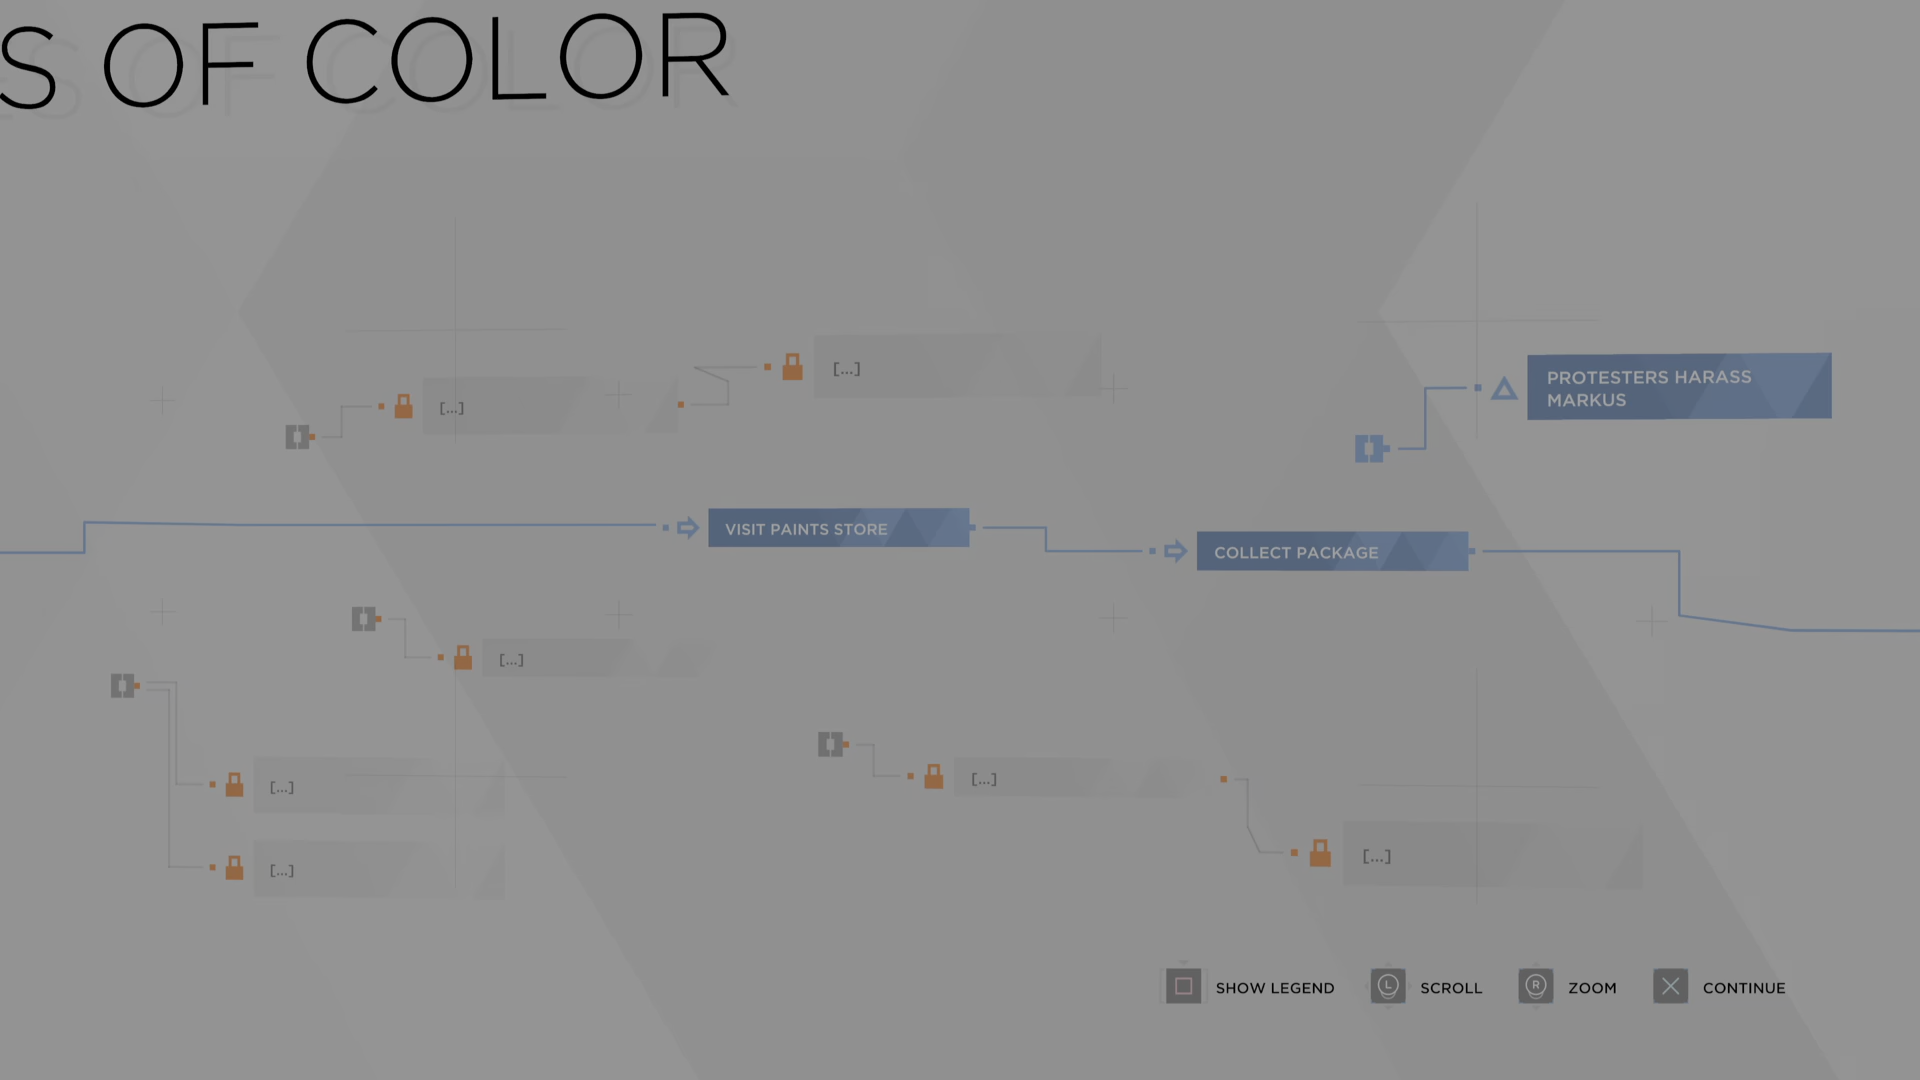 S OF COLOR
[...]
[...]
PROTESTERS HARASS
MARKUS
VISIT PAINTS STORE
COLLECT PACKAGE
[...]
[...]
[...]
[...]
[...]
SHOW LEGEND
L
SCROLL
R
ZOOM
CONTINUE